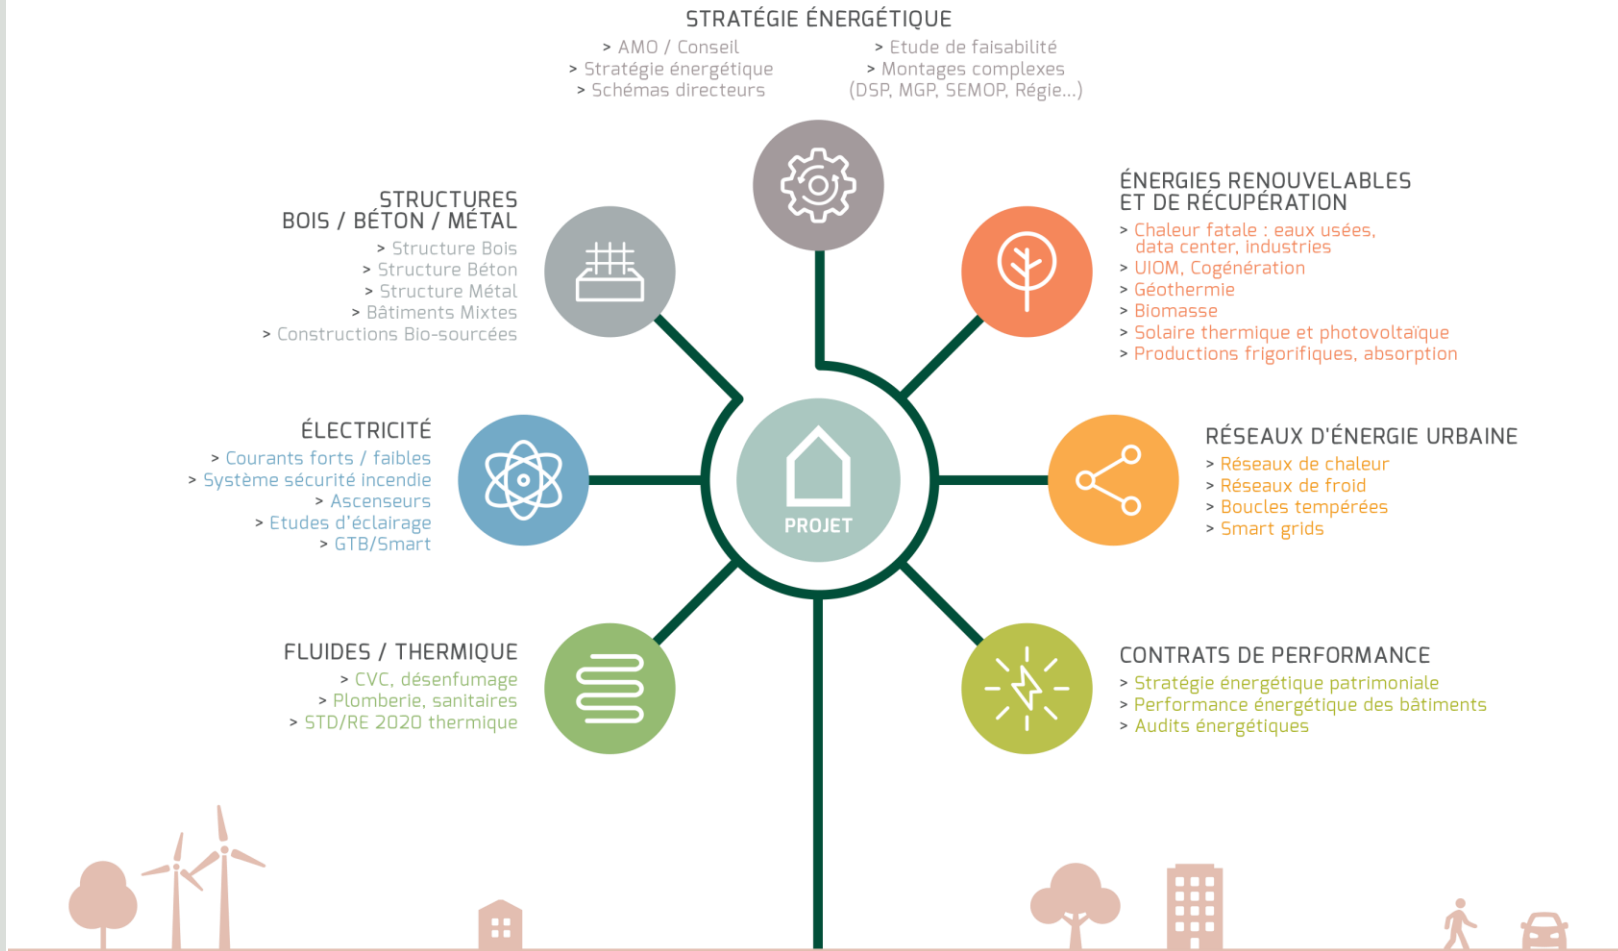 STRATÉGIE ÉNERGÉTIQUE
> AMO / Conseil
> Stratégie énergétique
> Schémas directeurs
> Etude de faisabilité
> Montages complexes
(DSP, MGP, SEMOP, Régie...)
STRUCTURES
BOIS / BÉTON / MÉTAL
> Structure Bois
> Structure Béton
> Structure Métal
> Bâtiments Mixtes
> Constructions Bio-sourcées
ÉNERGIES RENOUVELABLES
ET DE RÉCUPÉRATION
> Chaleur fatale : eaux usées,
data center, industries
> UIOM, Cogénération
> Géothermie
> Biomasse
> Solaire thermique et photovoltaïque
> Productions frigorifiques, absorption
ÉLECTRICITÉ
> Courants forts / faibles
> Système sécurité incendie
> Ascenseurs
> Etudes d'éclairage
> GTB/Smart
PROJET
RÉSEAUX D'ÉNERGIE URBAINE
> Réseaux de chaleur
> Réseaux de froid
> Boucles tempérées
> Smart grids
FLUIDES / THERMIQUE
> CVC, désenfumage
> Plomberie, sanitaires
> STD/RE 2020 thermique
CONTRATS DE PERFORMANCE
> Stratégie énergétique patrimoniale
> Performance énergétique des bâtiments
> Audits énergétiques